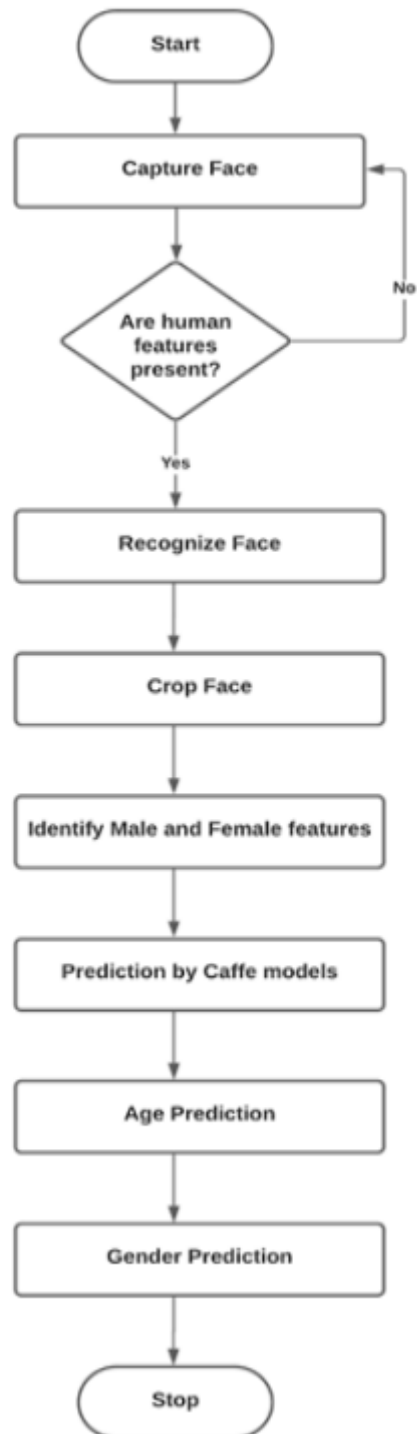 Start
Capture Face
Are human
features
present?
No
Yes
Recognize Face
Crop Face
Identify Male and Female features
Prediction by Caffe models
Age Prediction
Gender Prediction
Stop